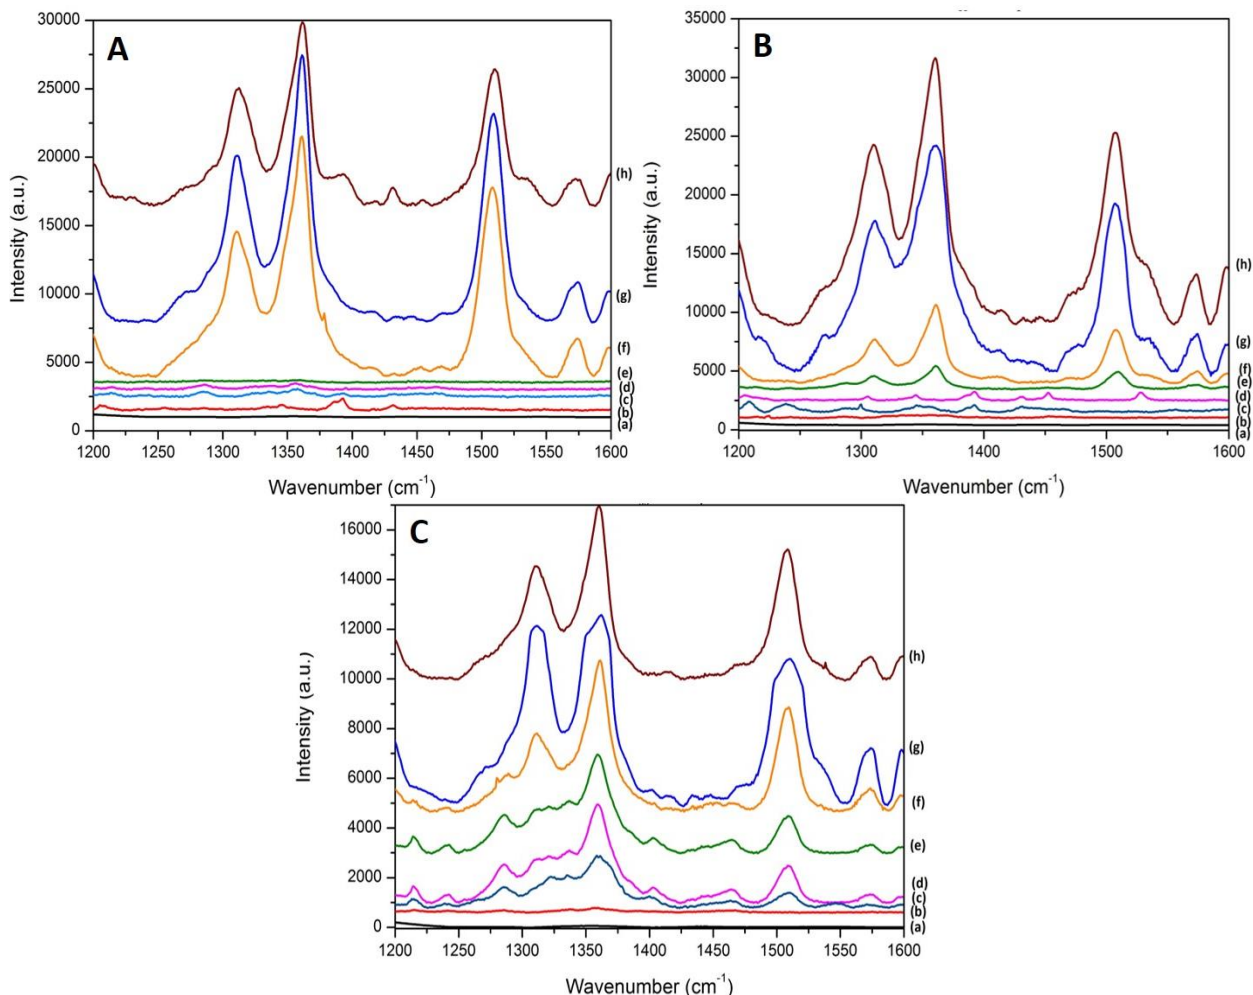 A
30000
25000
20000
15000
10000
5000
0
Intensity (a.u.)
1200 1250 1300 1350 1400 1450 1500 1550 1600
Wavenumber (cm-1)
(h)
(g)
(f)
(e)
(d)
(c)
(b)
(a)
B
35000
30000
25000
20000
15000
10000
5000
0
Intensity (a.u.)
1200 1300 1400 1500 1600
Wavenumber (cm-1)
(h)
(g)
(f)
(e)
(d)
(c)
(b)
(a)
C
16000
14000
12000
10000
8000
6000
4000
2000
0
Intensity (a.u.)
1200 1250 1300 1350 1400 1450 1500 1550 1600
Wavenumber (cm-1)
(h)
(g)
(f)
(e)
(d)
(c)
(b)
(a)